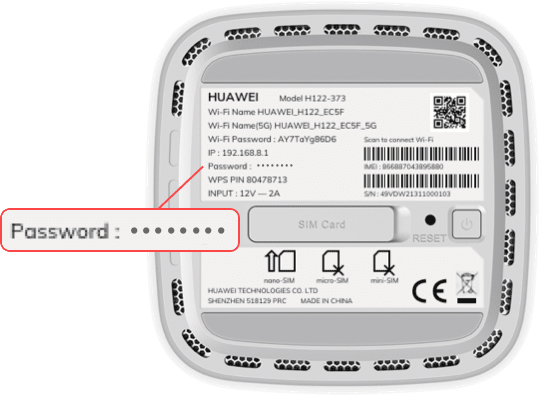 HUAWEI Model H122-373
Wi-Fi Name HUAWEI_H122_EC5F
Wi-Fi Name(5G) HUAWEI_H122_EC5F_5G
Wi-Fi Password : AY7TaYg86D6
Scan to connect Wi-Fi
IP : 192.168.8.1
Password : ••••••••
IMEI : 866887043895880
WPS PIN 80478713
INPUT : 12V — 2A
S/N : 49VDW21311000103
Password : ••••••••
SIM Card
RESET
nano-SIM micro-SIM mini-SIM
HUAWEI TECHNOLOGIES CO. LTD
SHENZHEN 518129 PRC MADE IN CHINA
CE